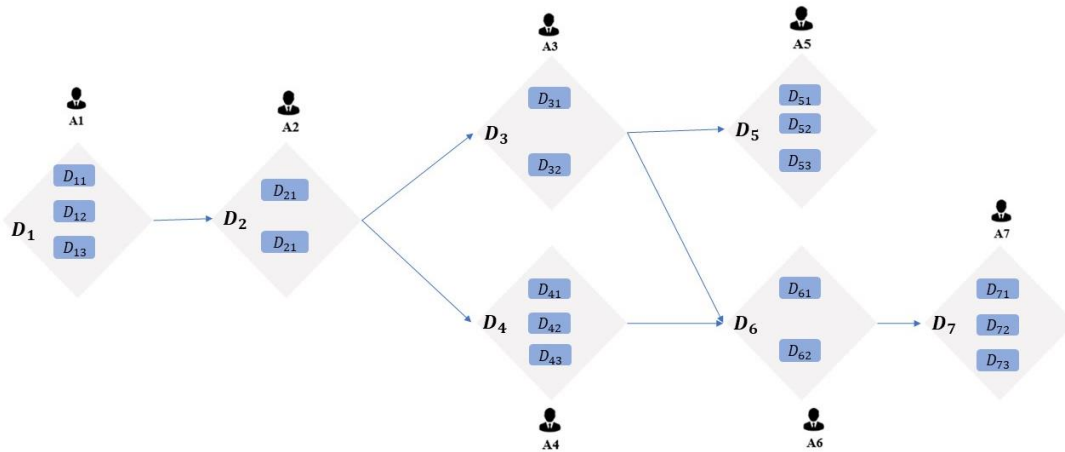 A1
D₁
D₁₁
D₁₂
D₁₃
A2
D₂
D₂₁
D₂₁
A3
D₃
D₃₁
D₃₂
A4
D₄
D₄₁
D₄₂
D₄₃
A5
D₅
D₅₁
D₅₂
D₅₃
A6
D₆
D₆₁
D₆₂
A7
D₇
D₇₁
D₇₂
D₇₃